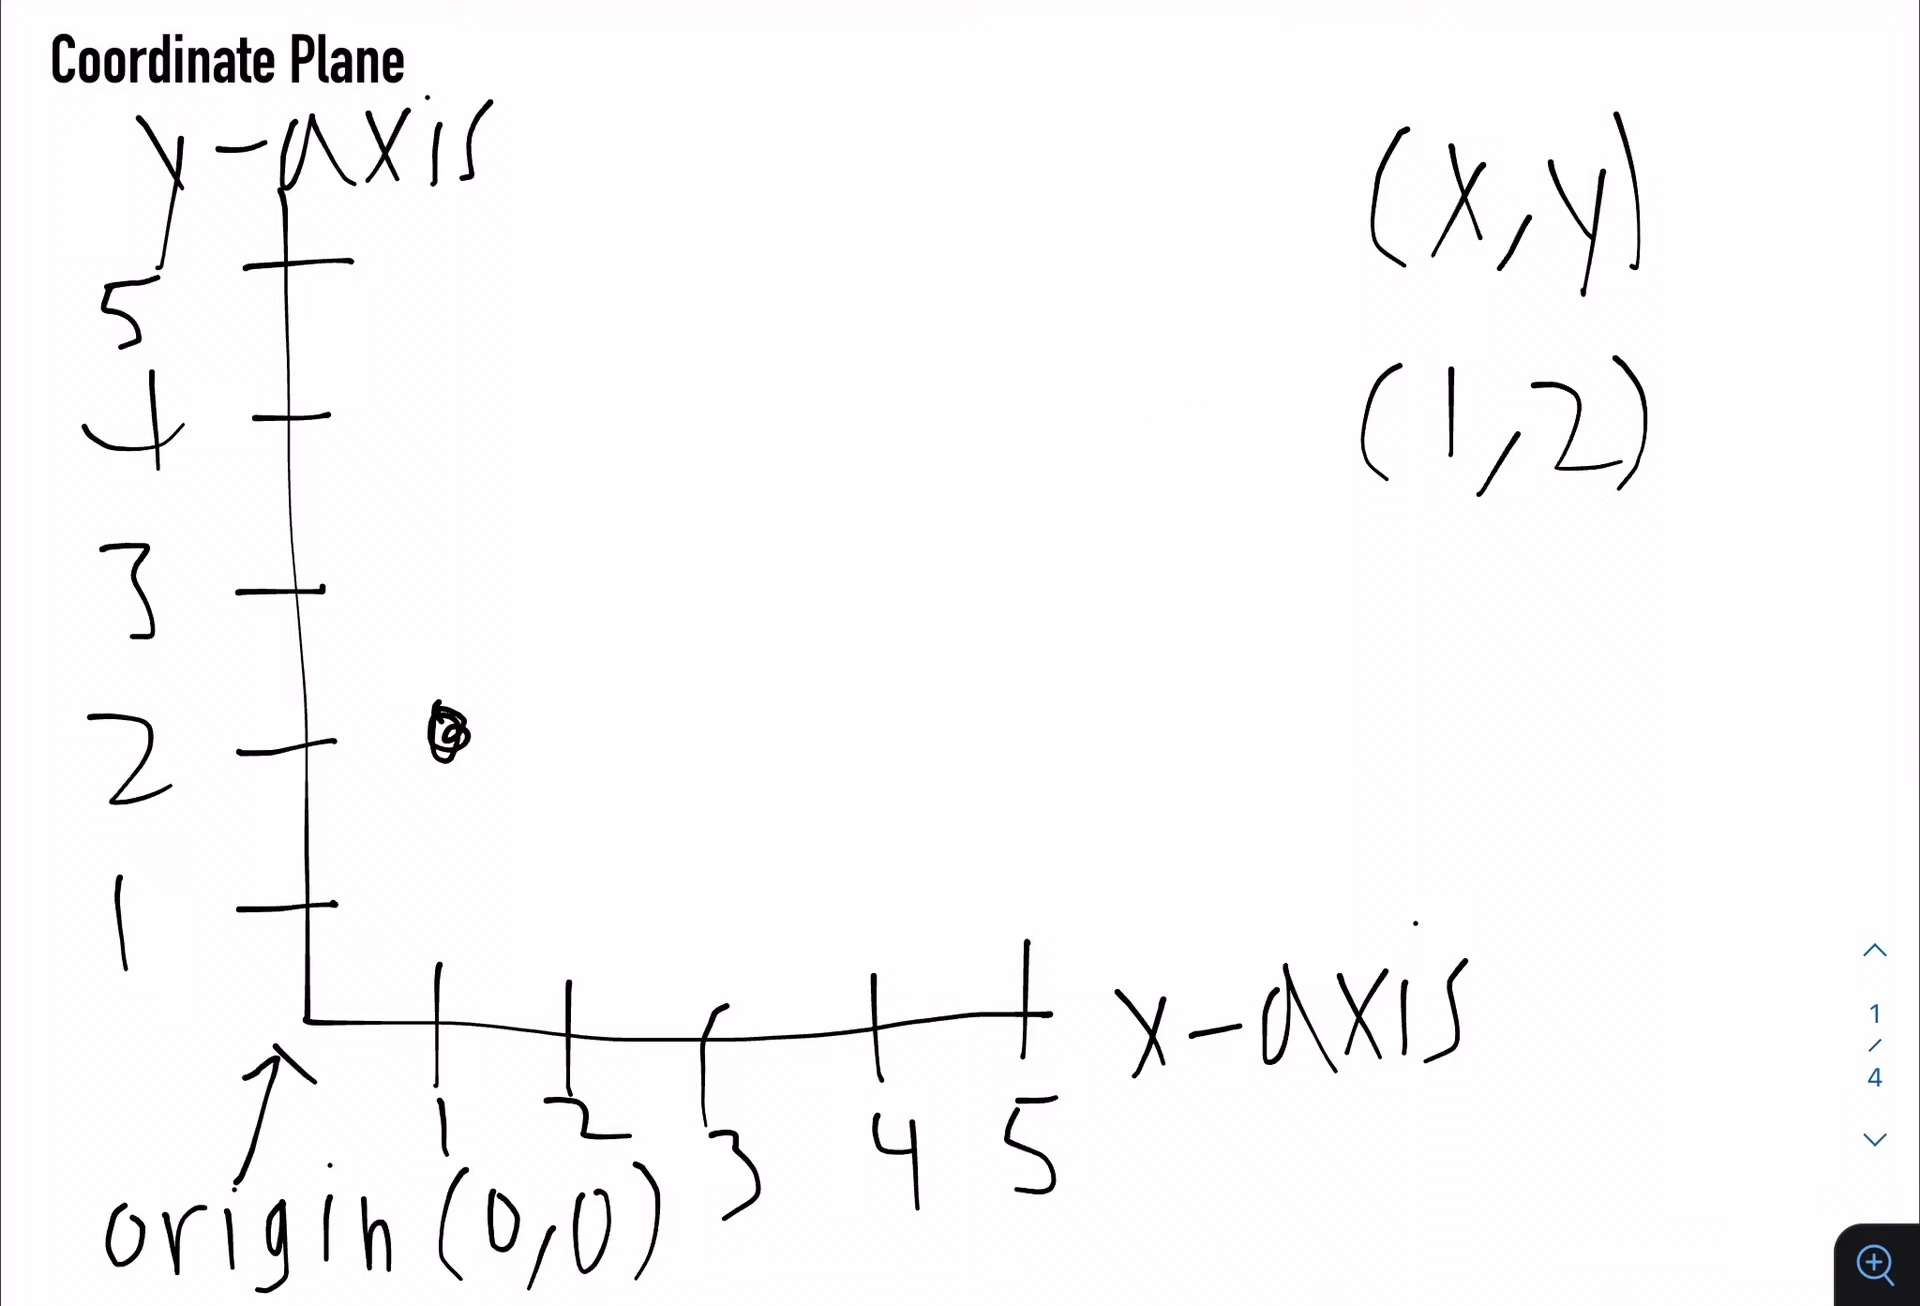 Coordinate Plane
y-axis
(x,y)
5
(1,2)
4
3
2
1
x-axis
1 2 3 4 5
origin (0,0)
1
/
4